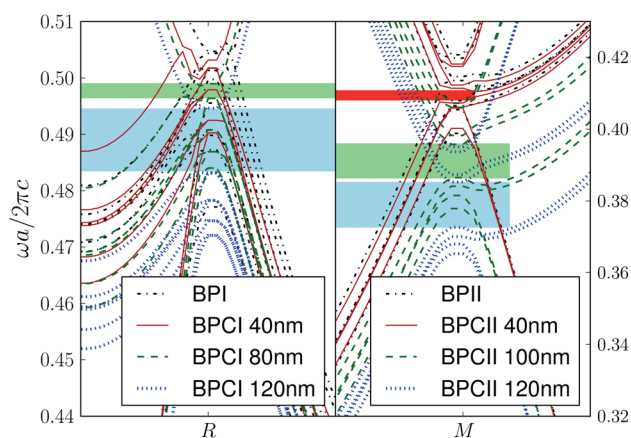 ωa/2πc
0.51
0.50
0.49
0.48
0.47
0.46
0.45
0.44
0.42
0.40
0.38
0.36
0.34
0.32
BPI
BPCI 40nm
BPCI 80nm
BPCI 120nm
BPII
BPCII 40nm
BPCII 100nm
BPCII 120nm
R
M